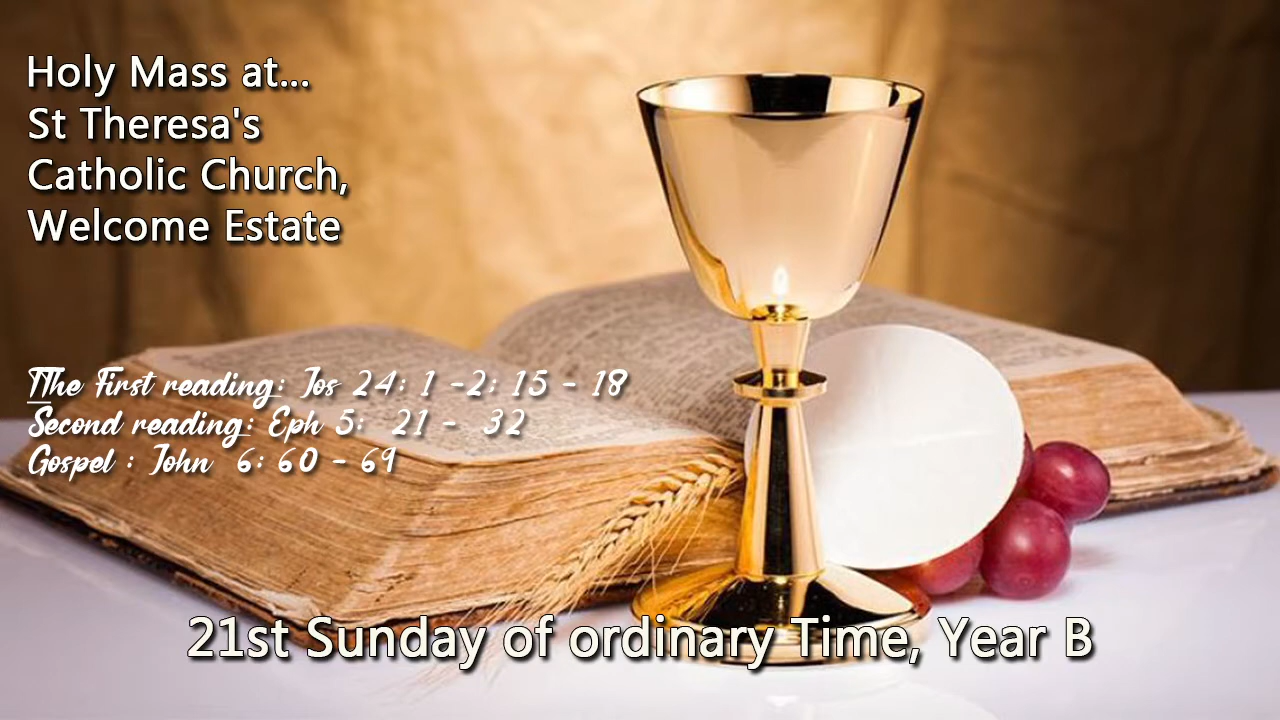 Holy Mass at...
St Theresa's
Catholic Church,
Welcome Estate
TThe First reading: Jos 24: 1 -2: 15 - 18
Second reading: Eph 5: 21 - 32
Gospel : John 6: 60 - 69
21st Sunday of ordinary Time, Year B